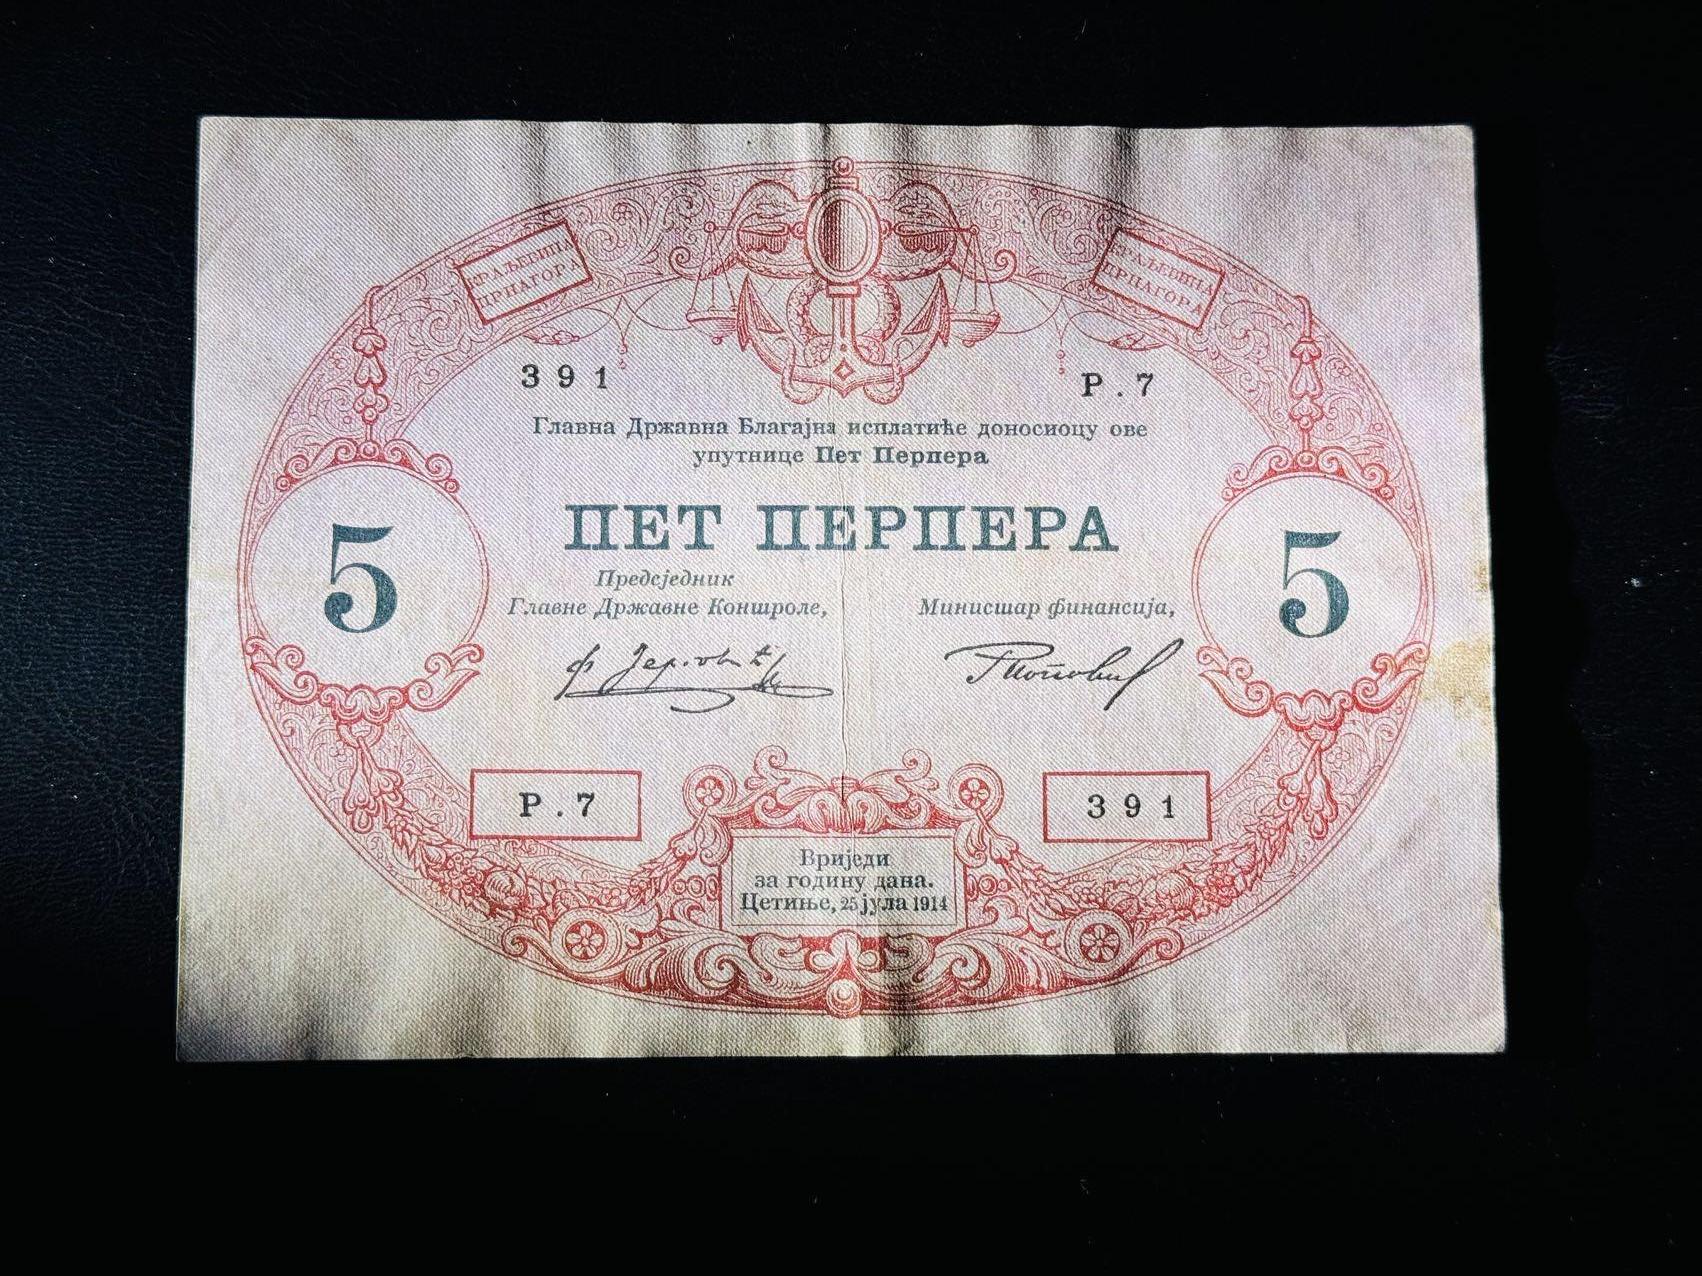 КРАЉЕВИНА
ЦРНАГОРА
КРАЉЕВИНА
ЦРНАГОРА
391
Р.7
Главна Државна Благајна исплатиће доносиоцу ове
упутнице Пет Перпера
ПЕТ ПЕРПЕРА
5
5
Предсједник
Главне Државне Контроле,
Министар финансија,
Р.7
391
Вриједи
за годину дана.
Цетиње, 25 јула 1914